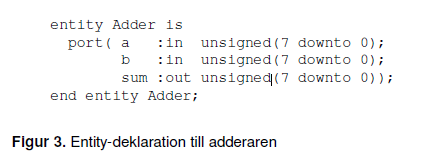 entity Adder is
port( a :in unsigned(7 downto 0);
b :in unsigned(7 downto 0);
sum :out unsigned(7 downto 0));
end entity Adder;
Figur 3. Entity-deklaration till adderaren